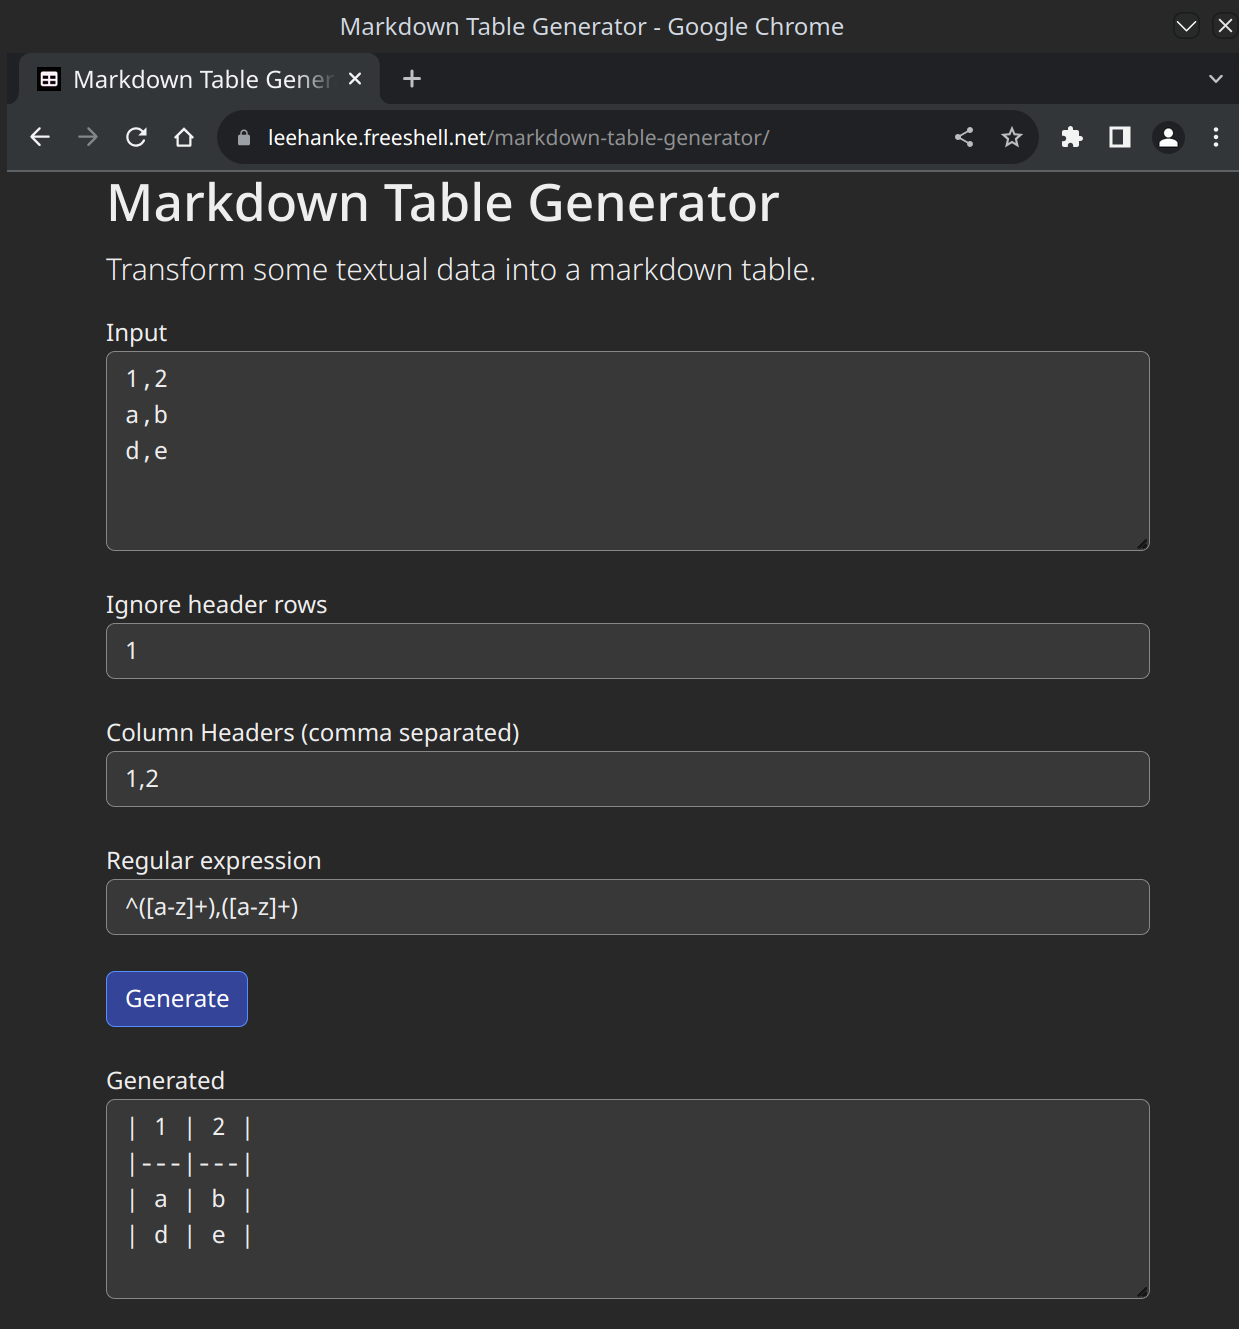 Markdown Table Generator - Google Chrome
Markdown Table Gener
leehanke.freeshell.net/markdown-table-generator/
Markdown Table Generator
Transform some textual data into a markdown table.
Input
1,2
a,b
d,e
Ignore header rows
1
Column Headers (comma separated)
1,2
Regular expression
^([a-z]+),([a-z]+)
Generate
Generated
| 1 | 2 |
|---|---|
| a | b |
| d | e |